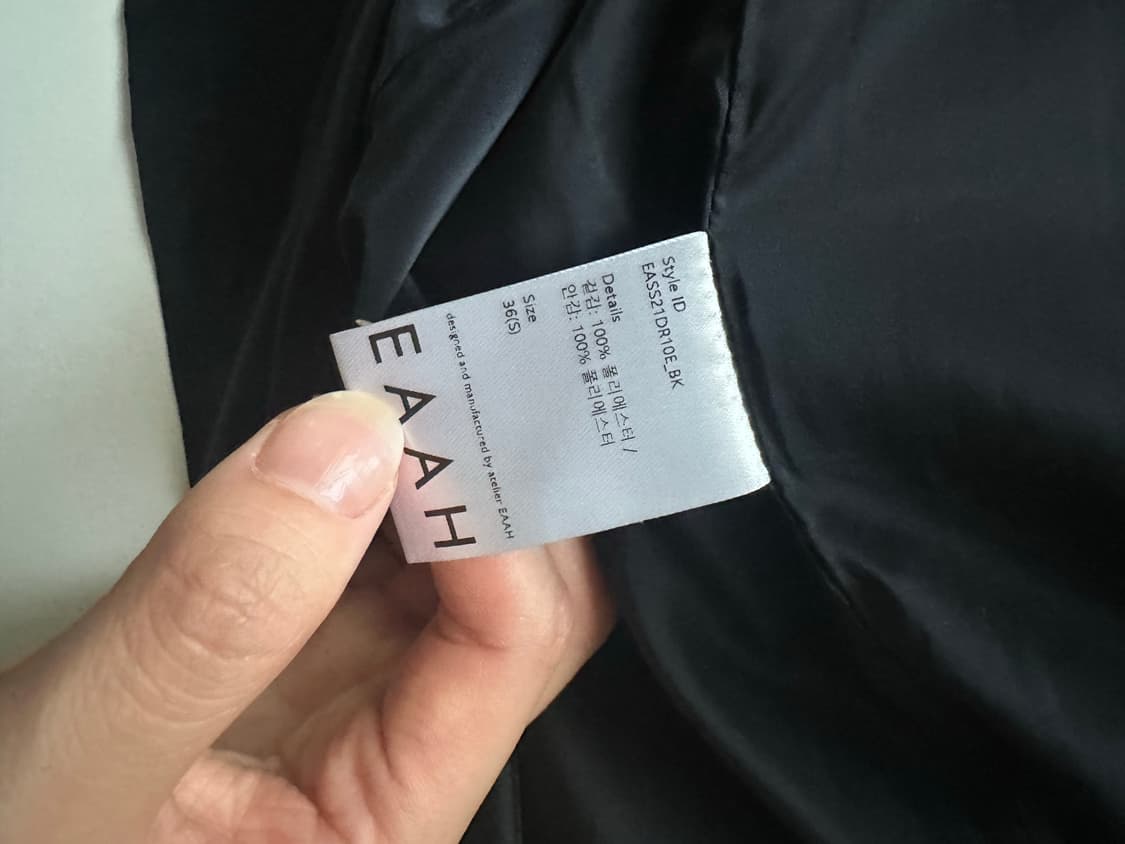 Style ID
EASS21DR10E_BK
Details
겉감: 100% 폴리에스터 /
안감: 100% 폴리에스터
Size
36(S)
designed and manufactured by atelier EAAH
EAAH